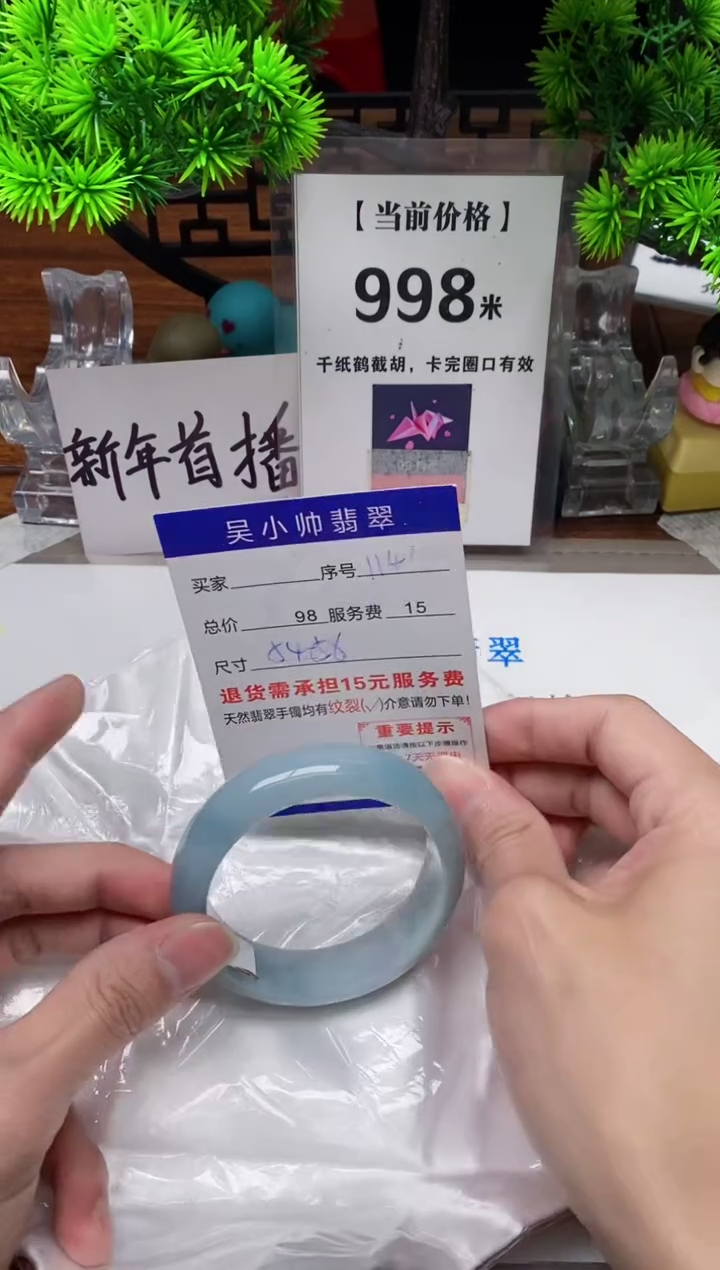 【当前价格】
998米
千纸鹤截胡，卡完圈口有效
新年首播
吴小帅翡翠
买家 序号 114
总价 98 服务费 15
尺寸
退货需承担15元服务费
天然翡翠手镯均有纹裂(✓)介意请勿下单!
重要提示
翠